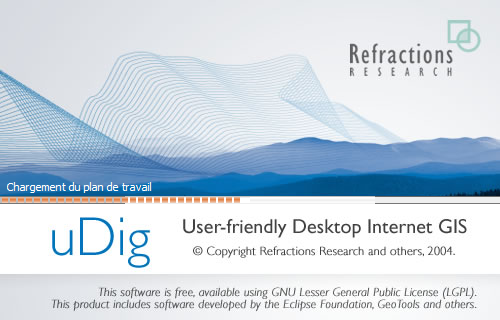 Refractions
RESEARCH
Chargement du plan de travail
uDig
User-friendly Desktop Internet GIS
© Copyright Refractions Research and others, 2004.
This software is free, available using GNU Lesser General Public License (LGPL).
This product includes software developed by the Eclipse Foundation, GeoTools and others.